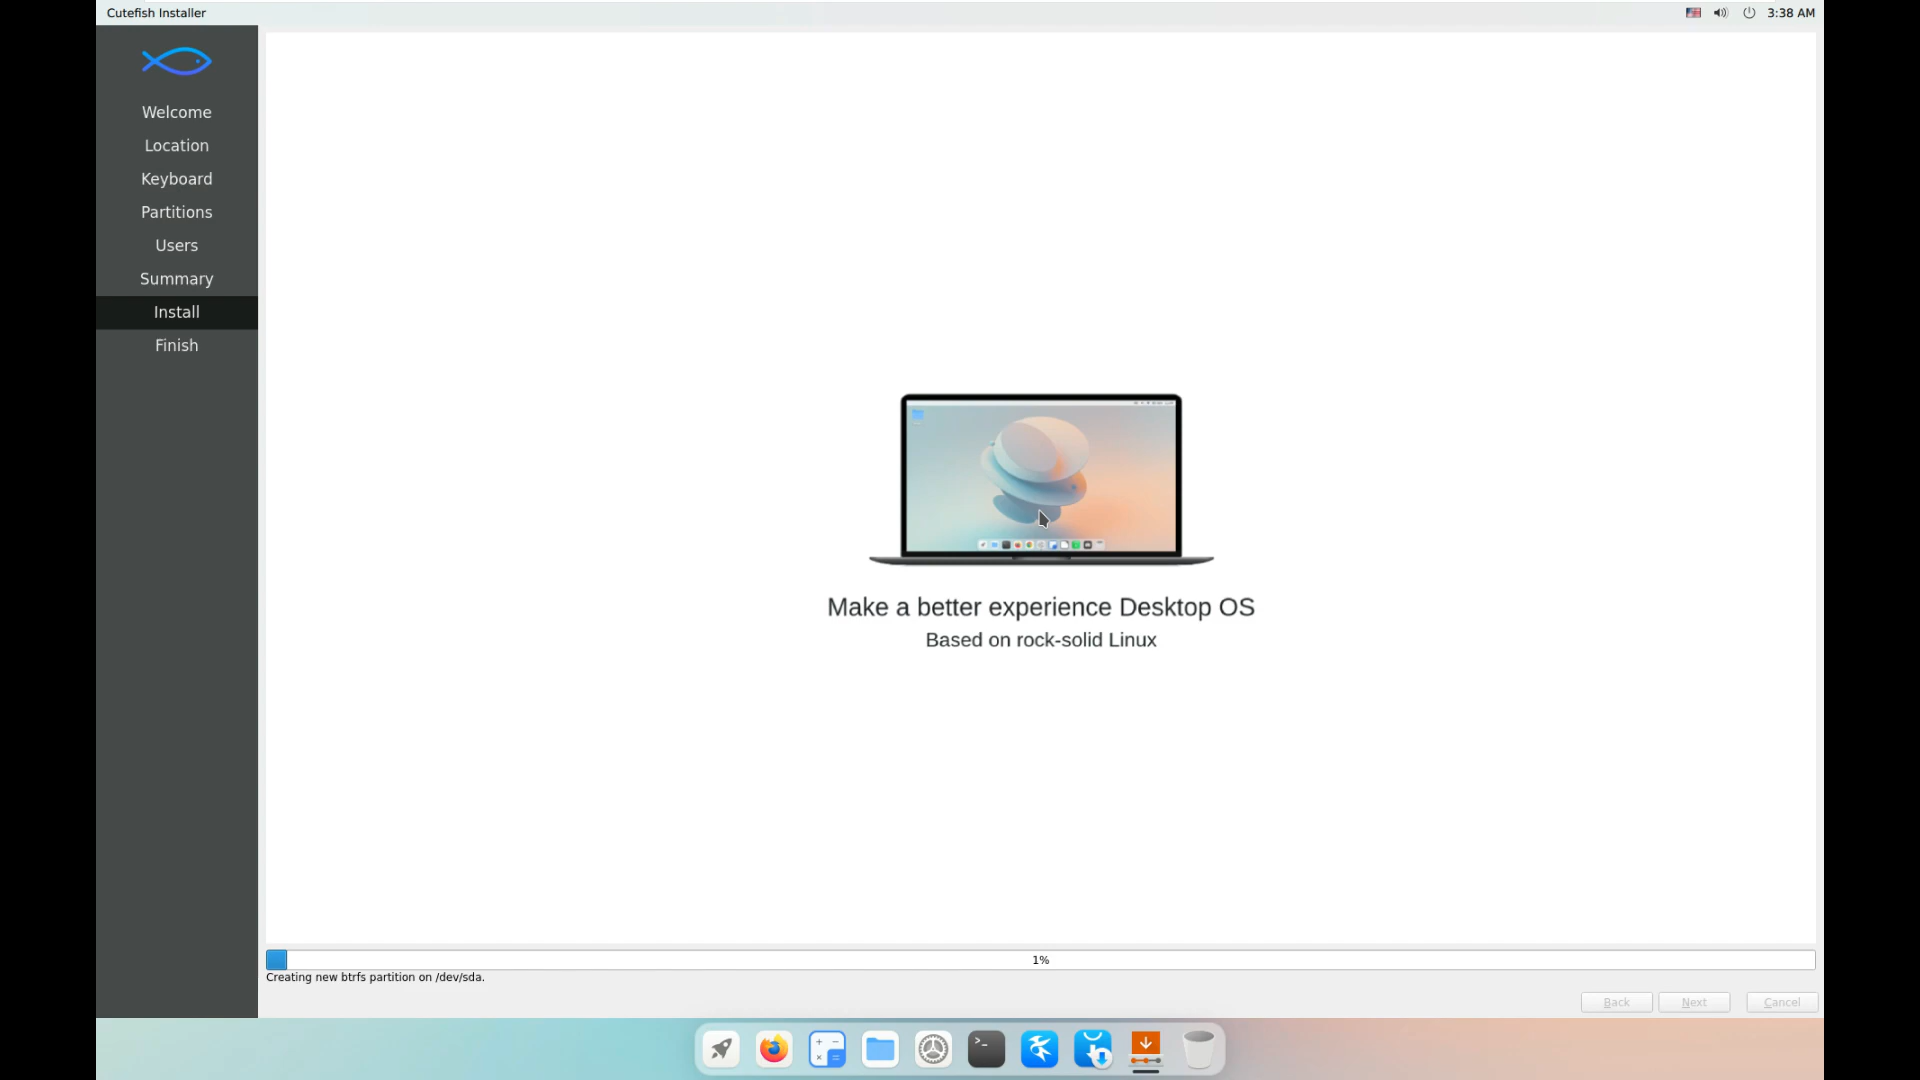 Cutefish Installer
3:38 AM
Welcome
Location
Keyboard
Partitions
Users
Summary
Install
Finish
Make a better experience Desktop OS
Based on rock-solid Linux
1%
Creating new btrfs partition on /dev/sda.
Back
Next
Cancel